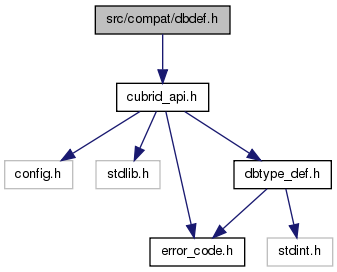 src/compat/dbdef.h
cubrid_api.h
config.h
stdlib.h
dbtype_def.h
error_code.h
stdint.h